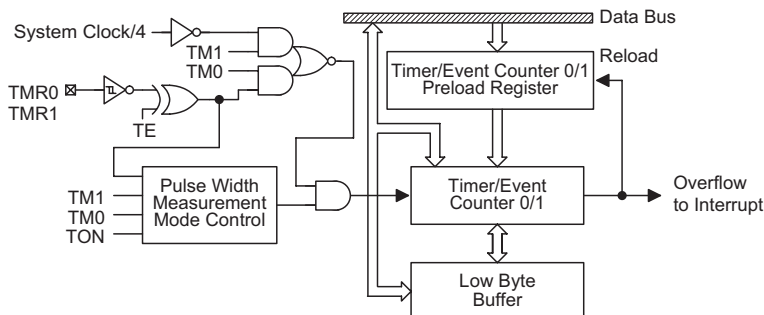 Data Bus
System Clock/4
TM1
TM0
Reload
Timer/Event Counter 0/1
Preload Register
TMR0
TMR1
TE
TM1
TM0
TON
Pulse Width
Measurement
Mode Control
Timer/Event
Counter 0/1
Overflow
to Interrupt
Low Byte
Buffer